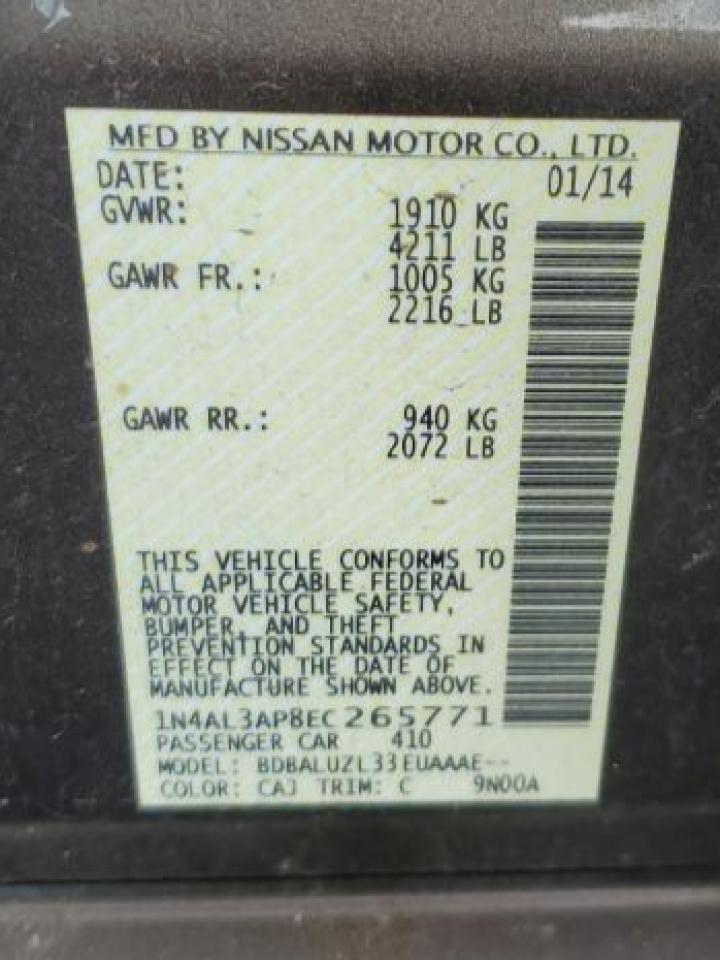 MFD BY NISSAN MOTOR CO., LTD.
DATE: 01/14
GVWR: 1910 KG
4211 LB
GAWR FR.: 1005 KG
2216 LB
GAWR RR.: 940 KG
2072 LB
THIS VEHICLE CONFORMS TO
ALL APPLICABLE FEDERAL
MOTOR VEHICLE SAFETY,
BUMPER, AND THEFT
PREVENTION STANDARDS IN
EFFECT ON THE DATE OF
MANUFACTURE SHOWN ABOVE.
1N4AL3AP8EC265771
PASSENGER CAR 410
MODEL: BDBALUZL33EUAAAE--
COLOR: CAJ TRIM: C 9N00A